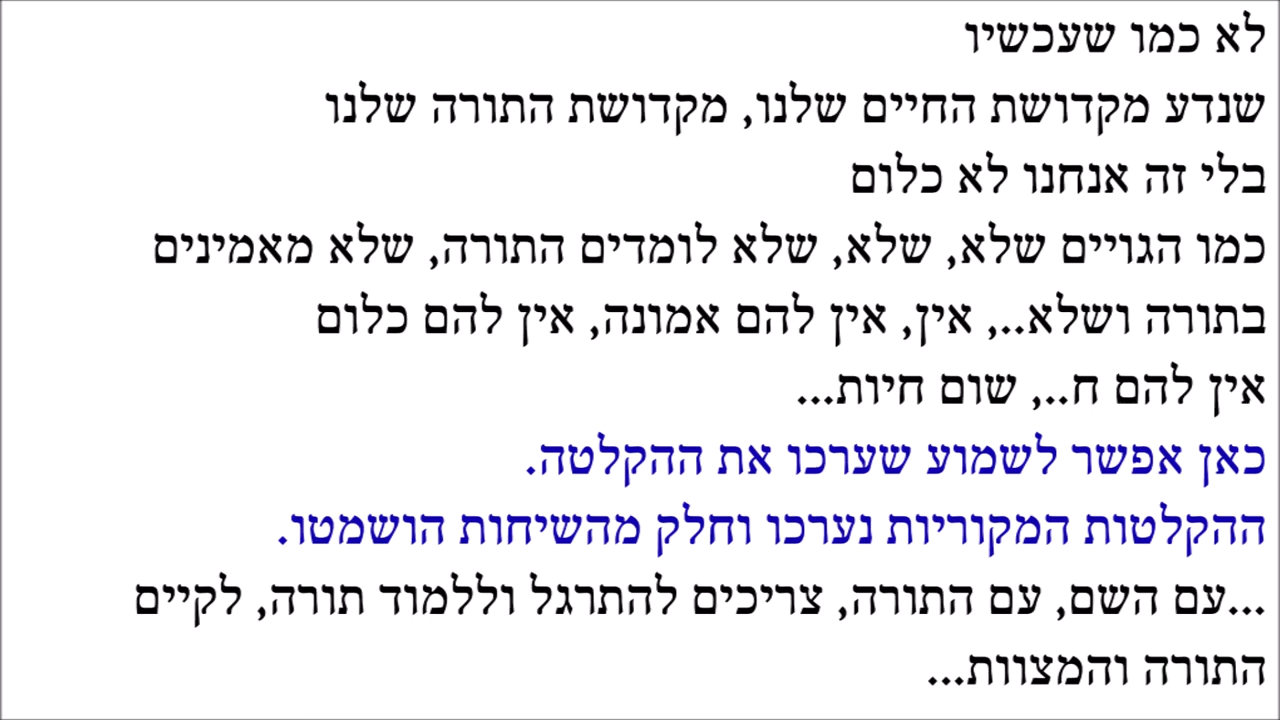 לא כמו שעכשיו
שנדע מקדושת החיים שלנו, מקדושת התורה שלנו
בלי זה אנחנו לא כלום
כמו הגויים שלא, שלא, שלא לומדים התורה, שלא מאמינים
בתורה ושלא.., אין, אין להם אמונה, אין להם כלום
אין להם ח.., שום חיות...
כאן אפשר לשמוע שערכו את ההקלטה.
ההקלטות המקוריות נערכו וחלק מהשיחות הושמטו.
...עם השם, עם התורה, צריכים להתרגל וללמוד תורה, לקיים
התורה והמצוות...